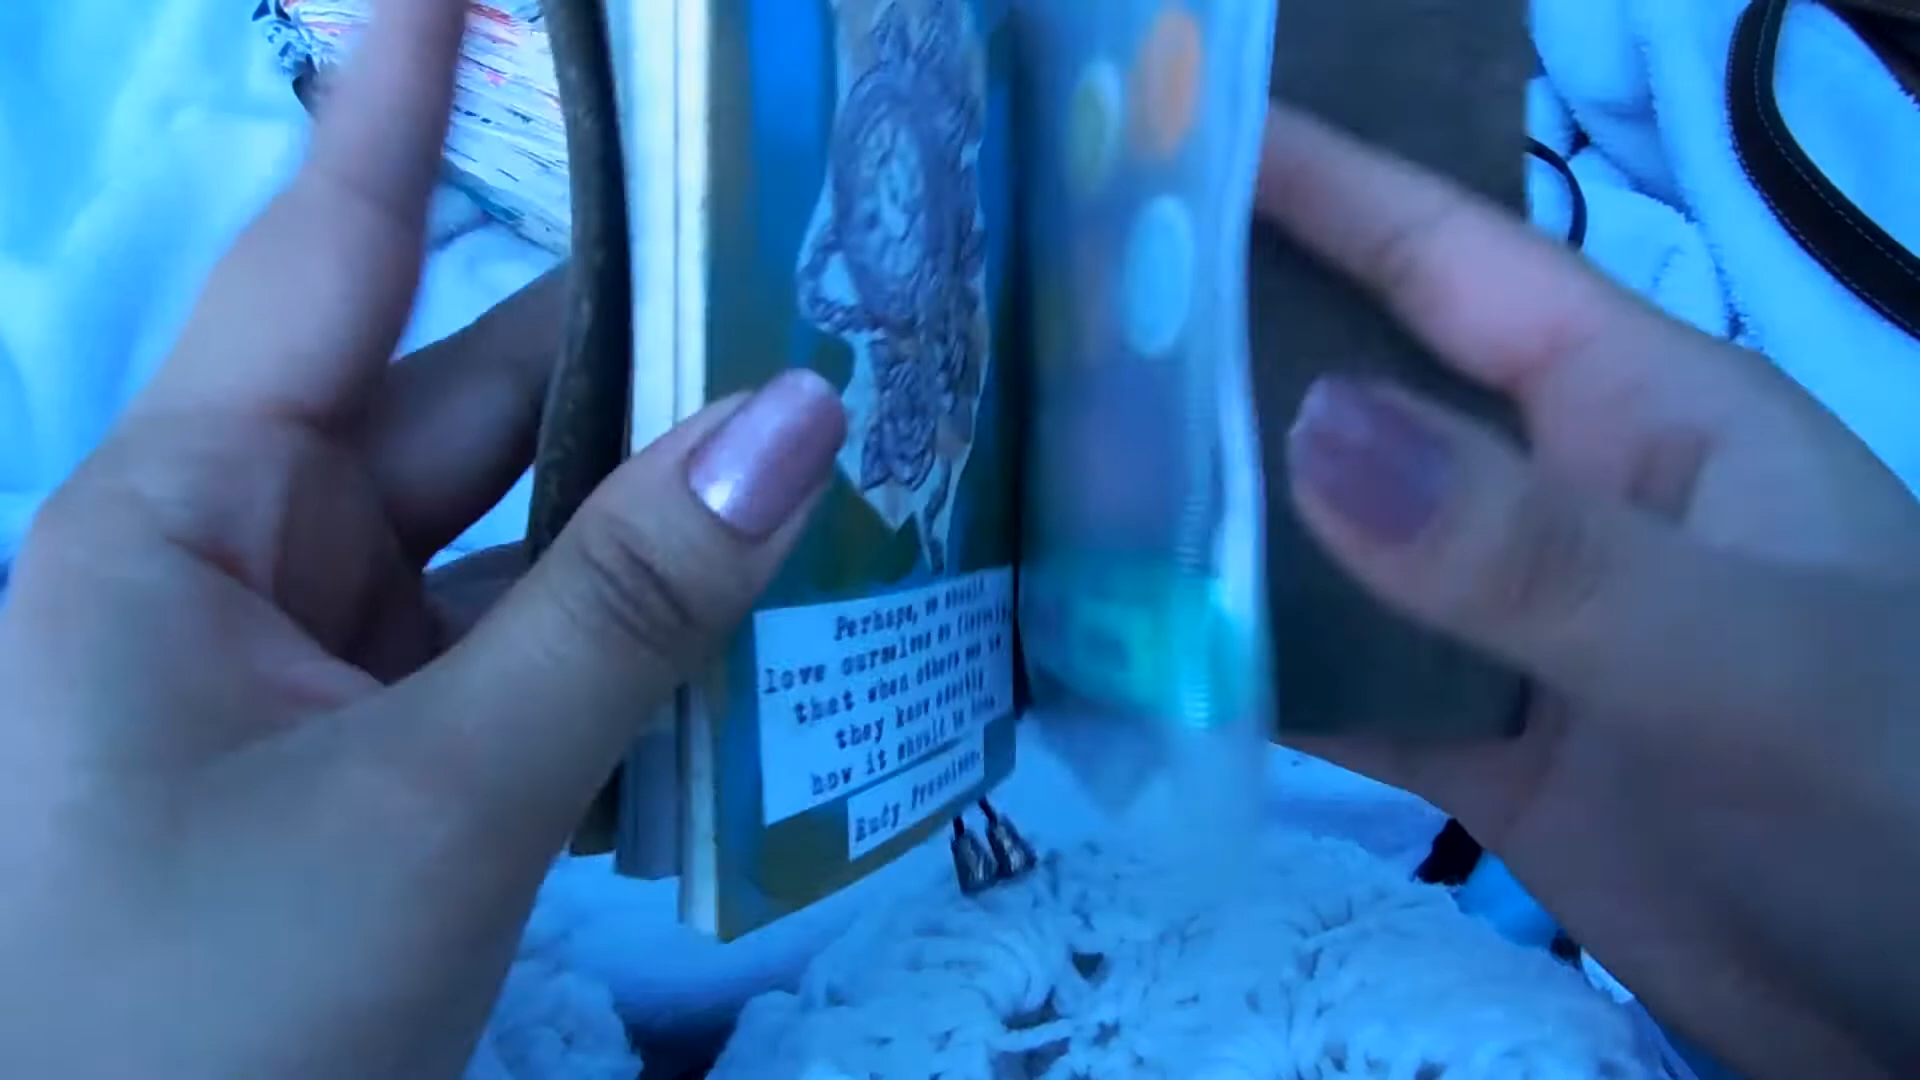 Perhaps, we should
love ourselves so fiercely,
that when others see us
they know exactly
how it should be done.
Rudy Francisco.